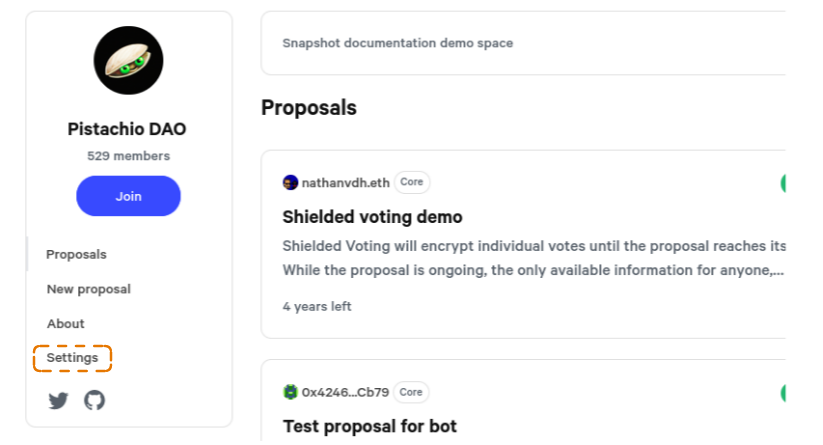 Pistachio DAO
529 members
Join
Proposals
New proposal
About
Settings
Snapshot documentation demo space
Proposals
nathanvdh.eth Core
Shielded voting demo
Shielded Voting will encrypt individual votes until the proposal reaches its
While the proposal is ongoing, the only available information for anyone,...
4 years left
0x4246...Cb79 Core
Test proposal for bot